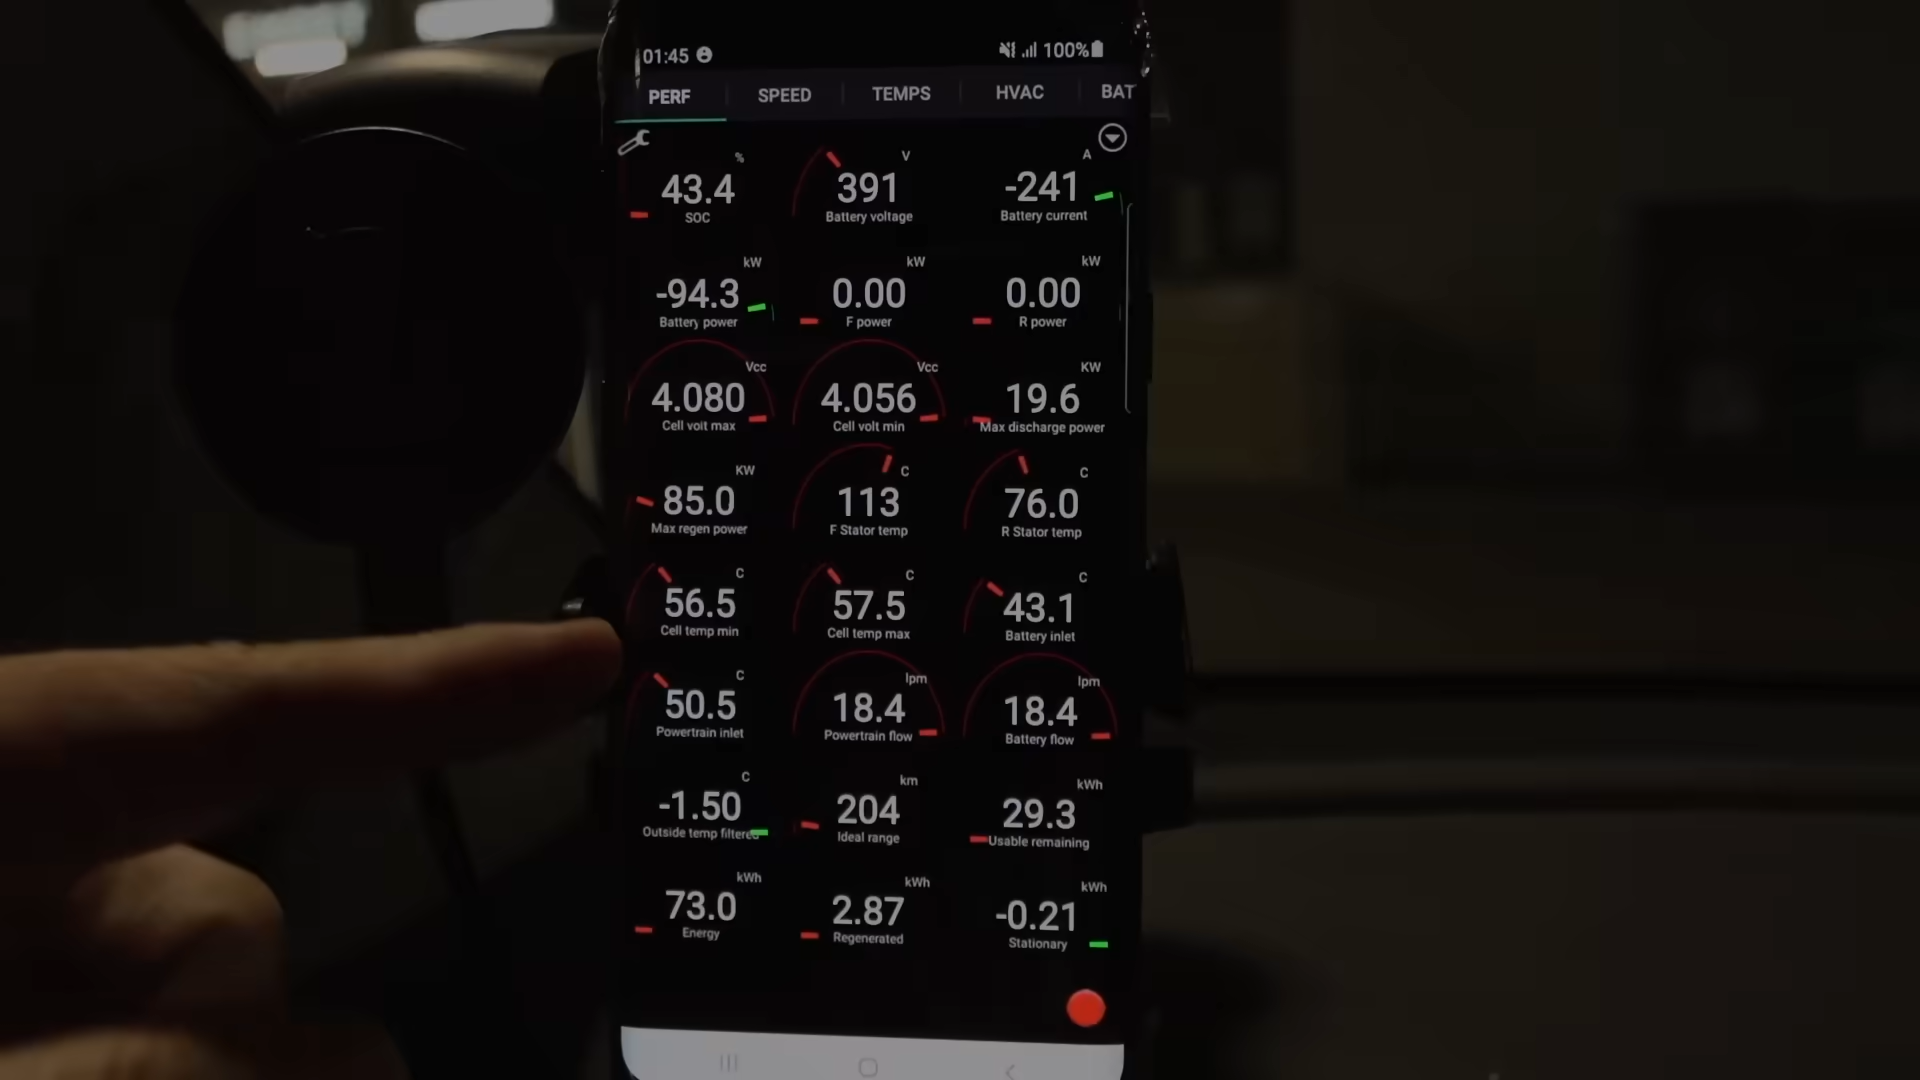 01:45 100%
PERF SPEED TEMPS HVAC BAT
% V A
43.4 391 -241
SOC Battery voltage Battery current
kW kW kW
-94.3 0.00 0.00
Battery power F power R power
Vcc Vcc KW
4.080 4.056 19.6
Cell volt max Cell volt min Max discharge power
KW C C
85.0 113 76.0
Max regen power F Stator temp R Stator temp
C C C
56.5 57.5 43.1
Cell temp min Cell temp max Battery inlet
C lpm lpm
50.5 18.4 18.4
Powertrain inlet Powertrain flow Battery flow
C km kWh
-1.50 204 29.3
Outside temp filtered Ideal range Usable remaining
kWh kWh kWh
73.0 2.87 -0.21
Energy Regenerated Stationary